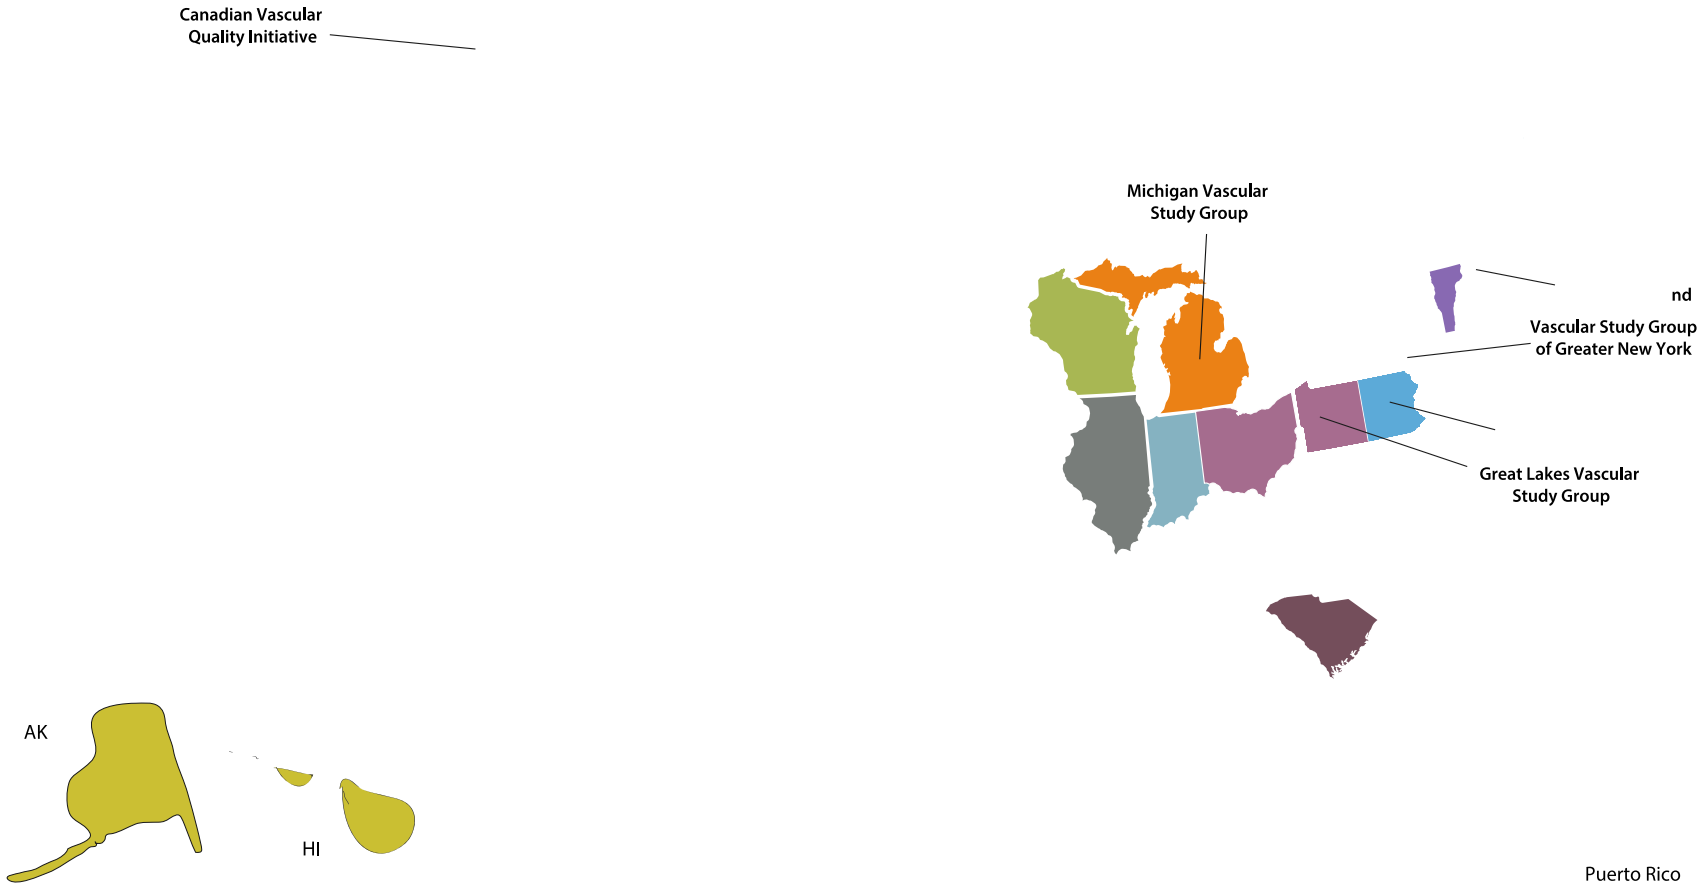 Canadian Vascular
Quality Initiative
Michigan Vascular
Study Group
nd
Vascular Study Group
of Greater New York
Great Lakes Vascular
Study Group
AK
HI
Puerto Rico